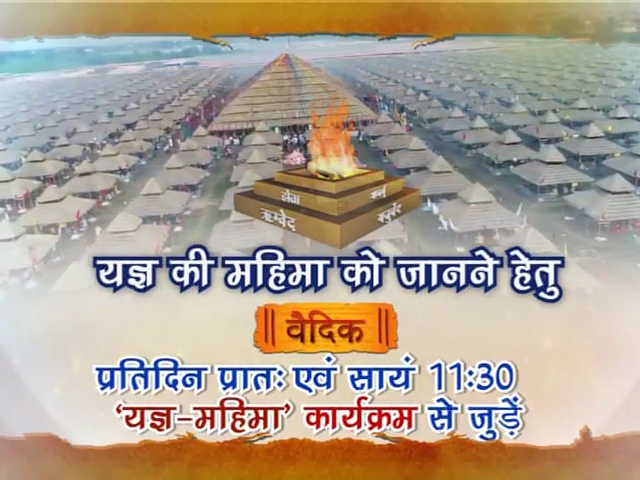 ऋग्वेद यजुर्वेद
यज्ञ की महिमा को जानने हेतु
|| वैदिक ||
प्रतिदिन प्रातः एवं सायं 11:30
‘यज्ञ-महिमा’ कार्यक्रम से जुड़ें